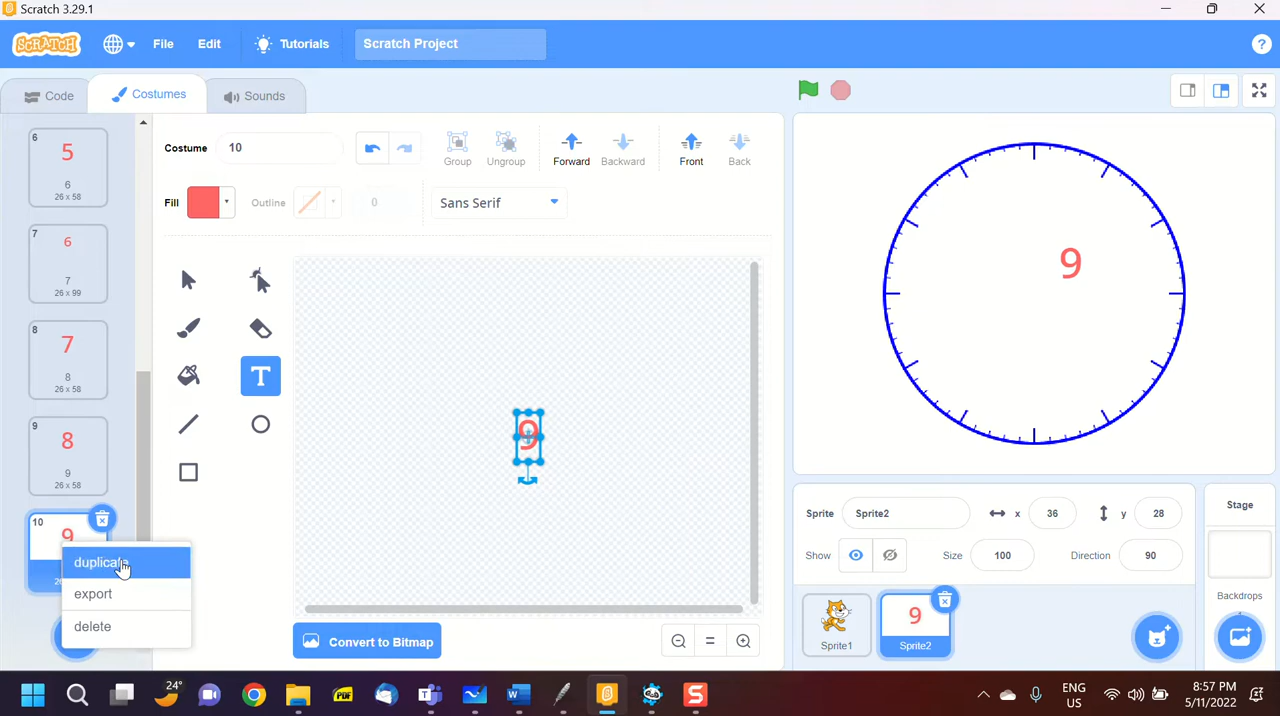 Scratch 3.29.1
SCRATCH
File
Edit
Tutorials
Scratch Project
?
Code
Costumes
Sounds
6
5
6
26 x 58
7
6
7
26 x 99
8
7
8
26 x 58
9
8
9
26 x 58
10
9
26
duplicate
export
delete
Costume
10
Group
Ungroup
Forward
Backward
Front
Back
Fill
Outline
0
Sans Serif
T
9
Convert to Bitmap
=
9
Sprite
Sprite2
x
36
y
28
Show
Size
100
Direction
90
Sprite1
9
Sprite2
Stage
Backdrops
24°
PDF
S
ENG
US
8:57 PM
5/11/2022